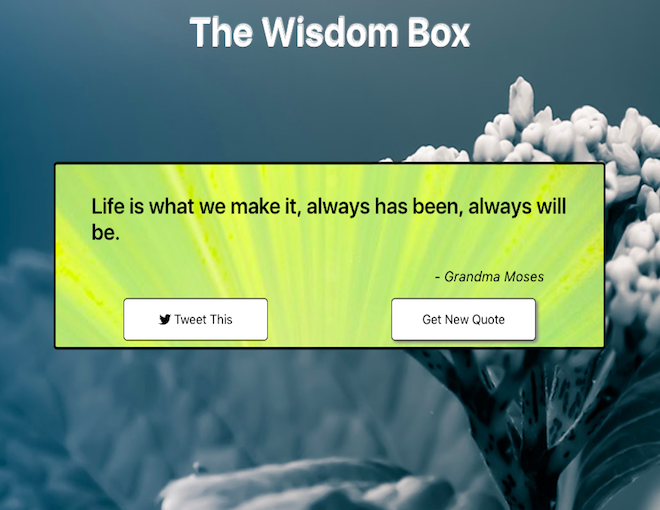 The Wisdom Box
Life is what we make it, always has been, always will
be.
- Grandma Moses
Tweet This
Get New Quote